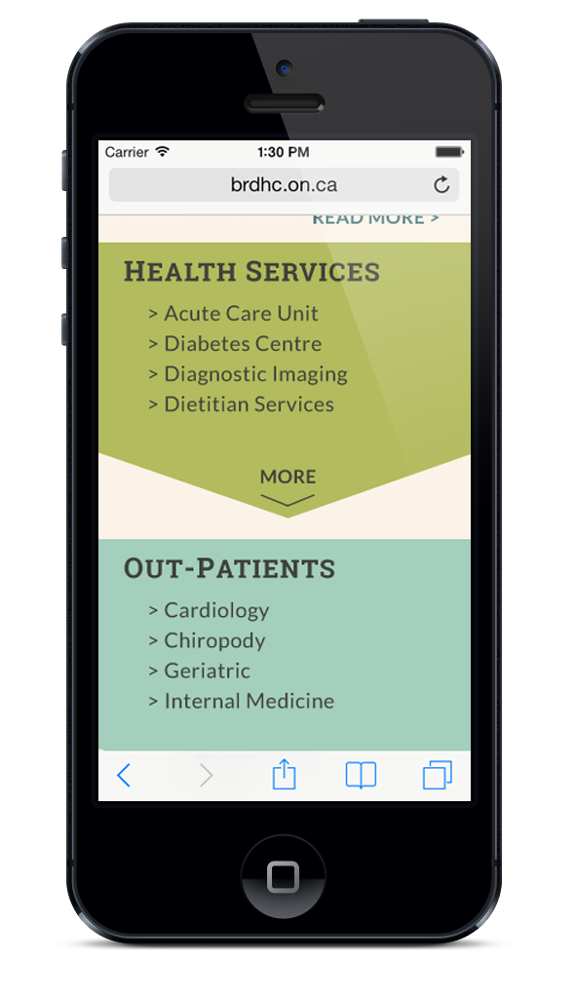 Carrier 1:30 PM
brdhc.on.ca
READ MORE >
HEALTH SERVICES
> Acute Care Unit
> Diabetes Centre
> Diagnostic Imaging
> Dietitian Services
MORE
OUT-PATIENTS
> Cardiology
> Chiropody
> Geriatric
> Internal Medicine